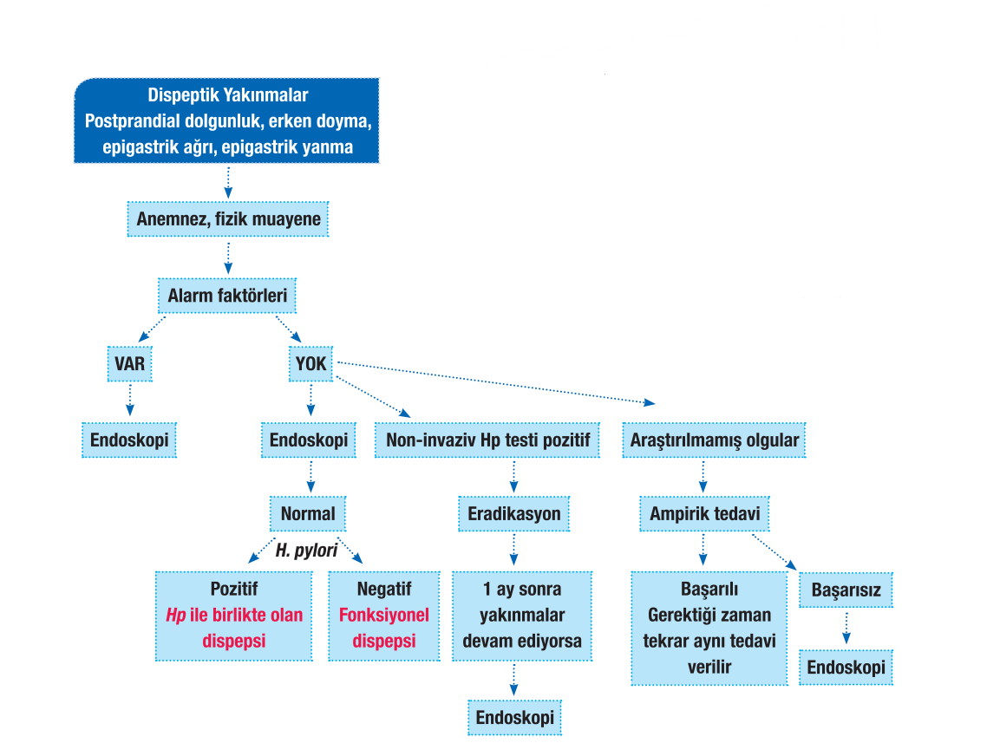 Dispeptik Yakınmalar
Postprandial dolgunluk, erken doyma,
epigastrik ağrı, epigastrik yanma
Anemnez, fizik muayene
Alarm faktörleri
VAR
YOK
Endoskopi
Endoskopi
Non-invaziv Hp testi pozitif
Araştırılmamış olgular
Normal
Eradikasyon
Ampirik tedavi
H. pylori
Pozitif
Hp ile birlikte olan
dispepsi
Negatif
Fonksiyonel
dispepsi
1 ay sonra
yakınmalar
devam ediyorsa
Başarılı
Gerektiği zaman
tekrar aynı tedavi
verilir
Başarısız
Endoskopi
Endoskopi